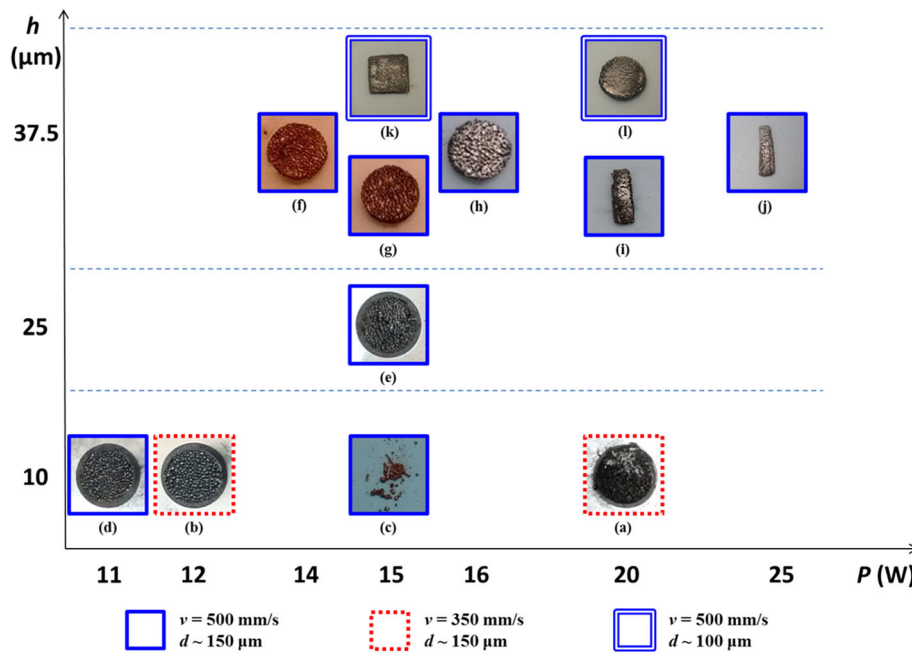 h
(μm)
(k)
(l)
37.5
(f)
(g)
(h)
(i)
(j)
25
(e)
10
(d)
(b)
(c)
(a)
11
12
14
15
16
20
25
P (W)
v = 500 mm/s
d ~ 150 μm
v = 350 mm/s
d ~ 150 μm
v = 500 mm/s
d ~ 100 μm